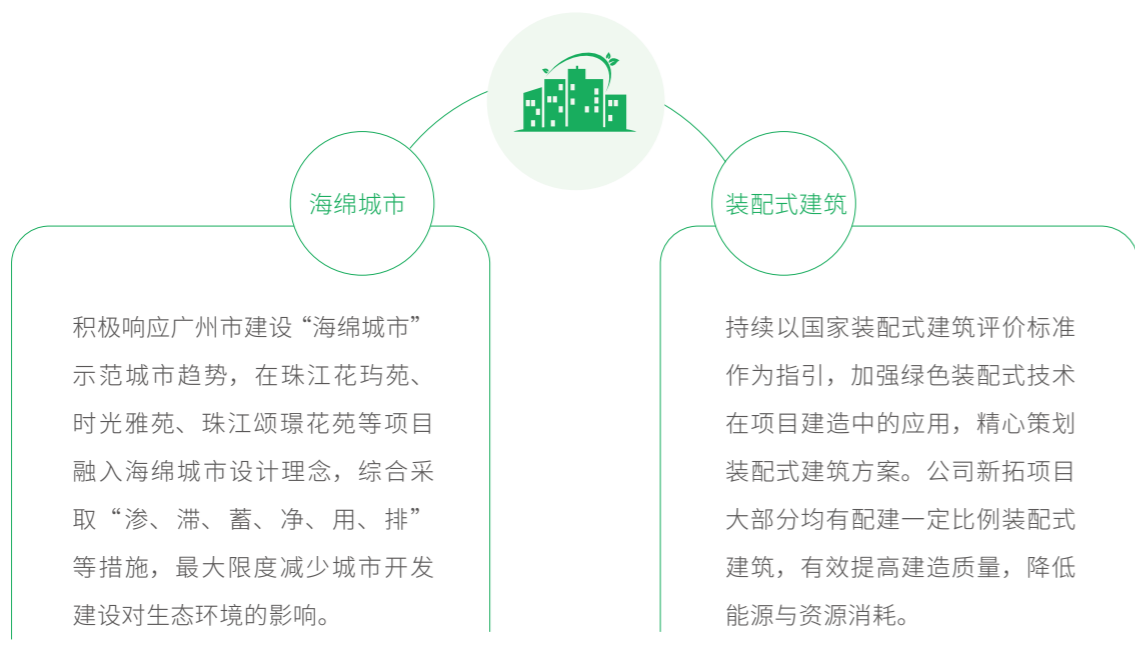 海绵城市
积极响应广州市建设“海绵城市”
示范城市趋势，在珠江花玙苑、
时光雅苑、珠江颂璟花苑等项目
融入海绵城市设计理念，综合采
取“渗、滞、蓄、净、用、排”
等措施，最大限度减少城市开发
建设对生态环境的影响。
装配式建筑
持续以国家装配式建筑评价标准
作为指引，加强绿色装配式技术
在项目建造中的应用，精心策划
装配式建筑方案。公司新拓项目
大部分均有配建一定比例装配式
建筑，有效提高建造质量，降低
能源与资源消耗。